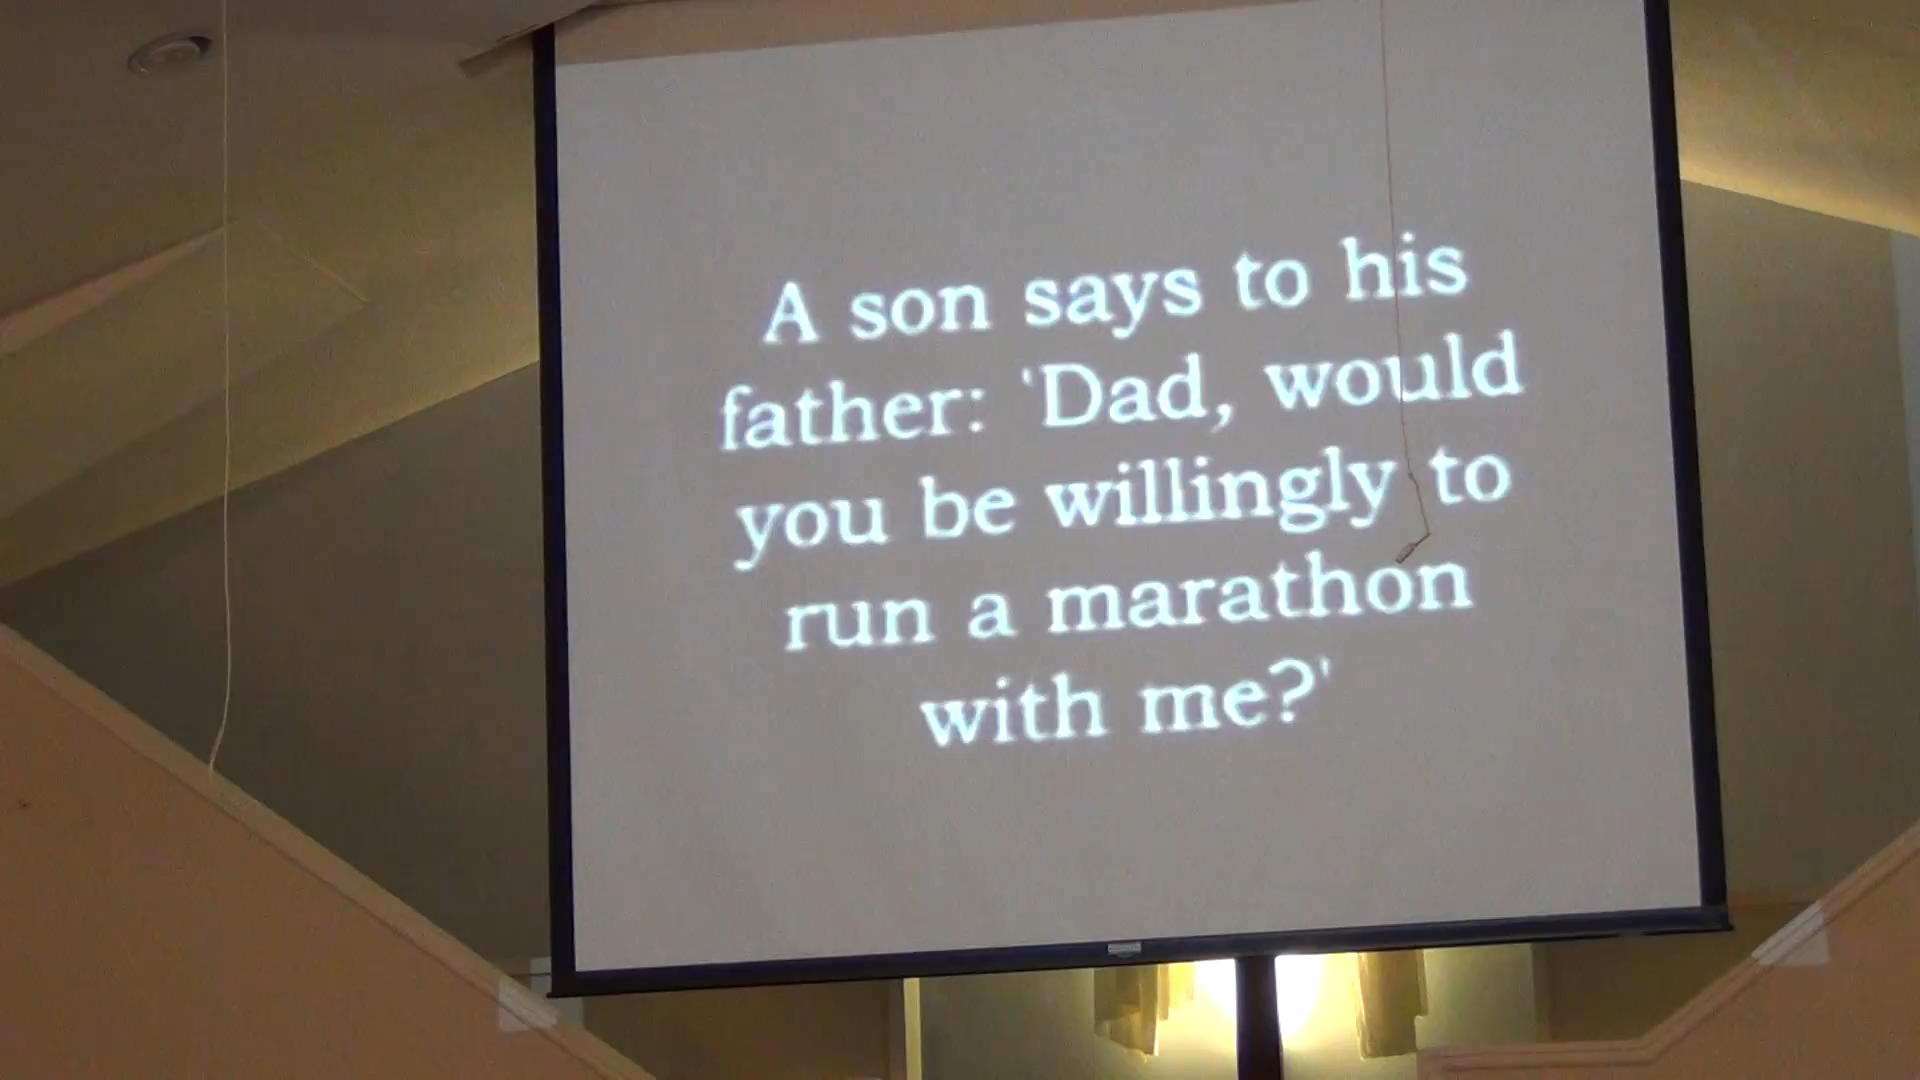 A son says to his
father: 'Dad, would
you be willingly to
run a marathon
with me?'